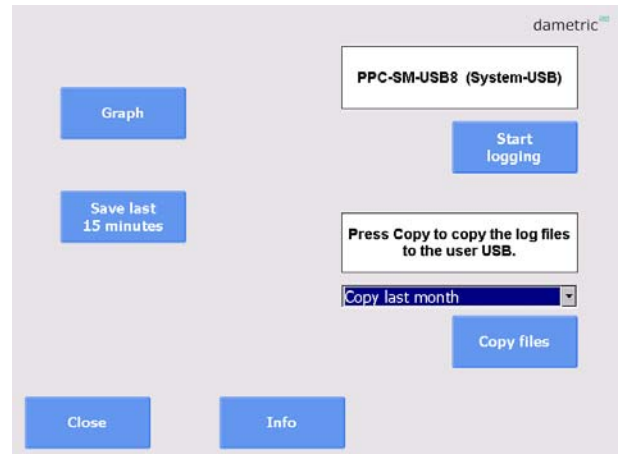 dametric
PPC-SM-USB8 (System-USB)
Graph
Start
logging
Save last
15 minutes
Press Copy to copy the log files
to the user USB.
Copy last month
Copy files
Close
Info